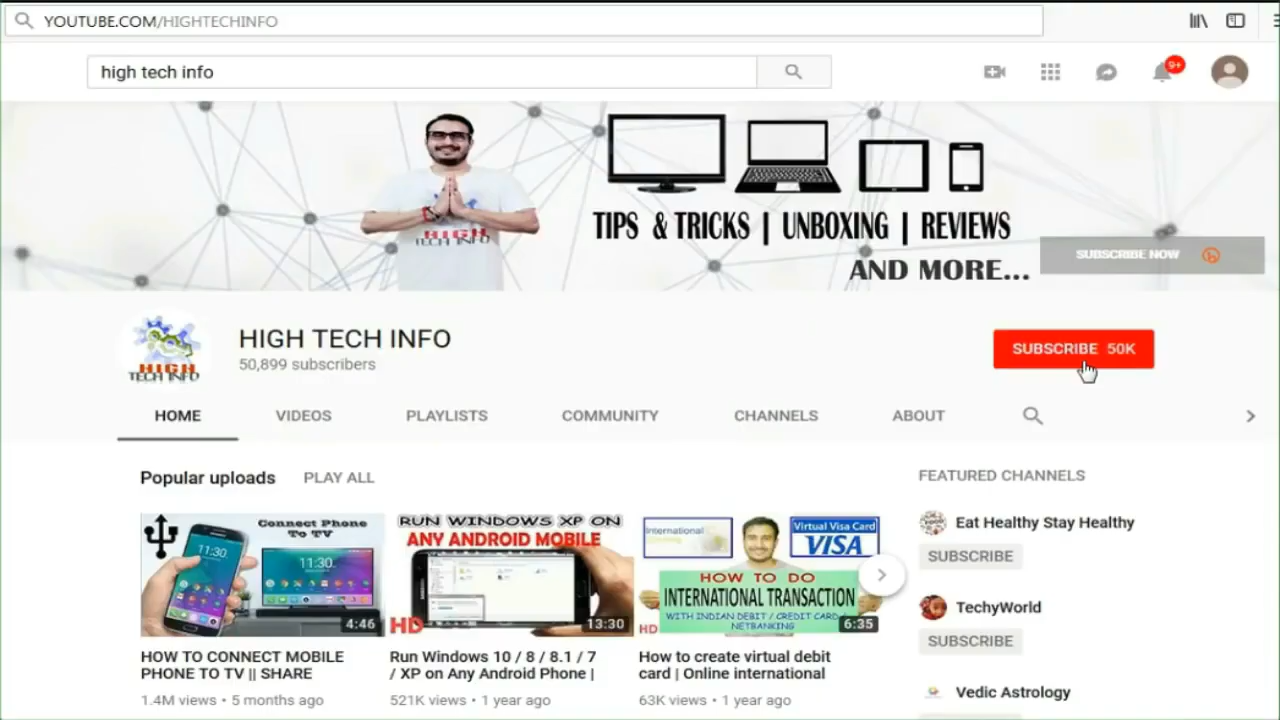 YOUTUBE.COM/HIGHTECHINFO
high tech info
9+
TIPS & TRICKS | UNBOXING | REVIEWS
AND MORE...
SUBSCRIBE NOW
HIGH
TECH INFO
HIGH TECH INFO
50,899 subscribers
SUBSCRIBE 50K
HIGH
TECH INFO
HOME VIDEOS PLAYLISTS COMMUNITY CHANNELS ABOUT
Popular uploads PLAY ALL
Connect Phone
To TV
11:30
11:30
4:46
HOW TO CONNECT MOBILE
PHONE TO TV || SHARE
1.4M views • 5 months ago
RUN WINDOWS XP ON
ANY ANDROID MOBILE
HD
13:30
Run Windows 10 / 8 / 8.1 / 7
/ XP on Any Android Phone |
521K views • 1 year ago
International
Virtual Visa Card
VISA
HOW TO DO
INTERNATIONAL TRANSACTION
WITH INDIAN DEBIT / CREDIT CARD
NETBANKING
HD
6:35
How to create virtual debit
card | Online international
63K views • 1 year ago
FEATURED CHANNELS
Eat Healthy Stay Healthy
SUBSCRIBE
TechyWorld
SUBSCRIBE
Vedic Astrology